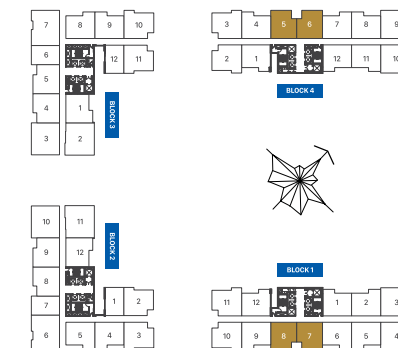 7 8 9 10
6 12 11
5
4 1
3 2
BLOCK 3
3 4 5 6 7 8 9
2 1 12 11 10
BLOCK 4
10 11
9 12
8
7 1 2
6 5 4 3
BLOCK 2
BLOCK 1
11 12 1 2 3
10 9 8 7 6 5 4